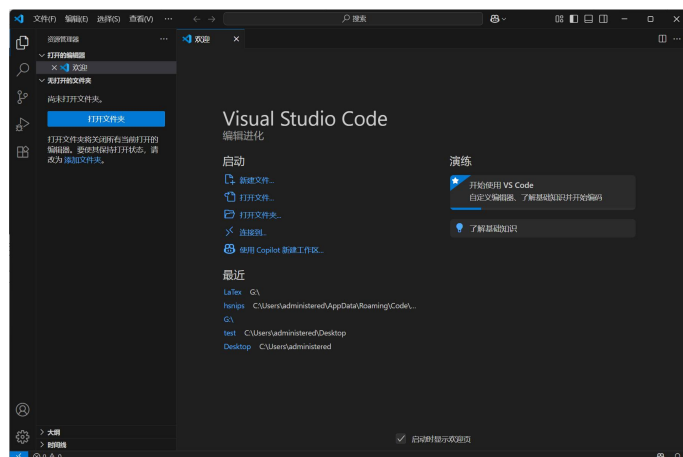 文件(F) 编辑(E) 选择(S) 查看(V) ···
搜索
资源管理器 ···
打开的编辑器
欢迎
无打开的文件夹
尚未打开文件夹。
打开文件夹
打开文件夹将关闭所有当前打开的
编辑器。要使其保持打开状态，请
改为 添加文件夹。
大纲
时间线
欢迎
Visual Studio Code
编辑进化
启动
新建文件...
打开文件...
打开文件夹...
连接到...
使用 Copilot 新建工作区...
最近
LaTex G:\
hsnips C:\Users\administered\AppData\Roaming\Code\...
G:\
test C:\Users\administered\Desktop
Desktop C:\Users\administered
演练
开始使用 VS Code
自定义编辑器、了解基础知识并开始编码
了解基础知识
启动时显示欢迎页
0 0